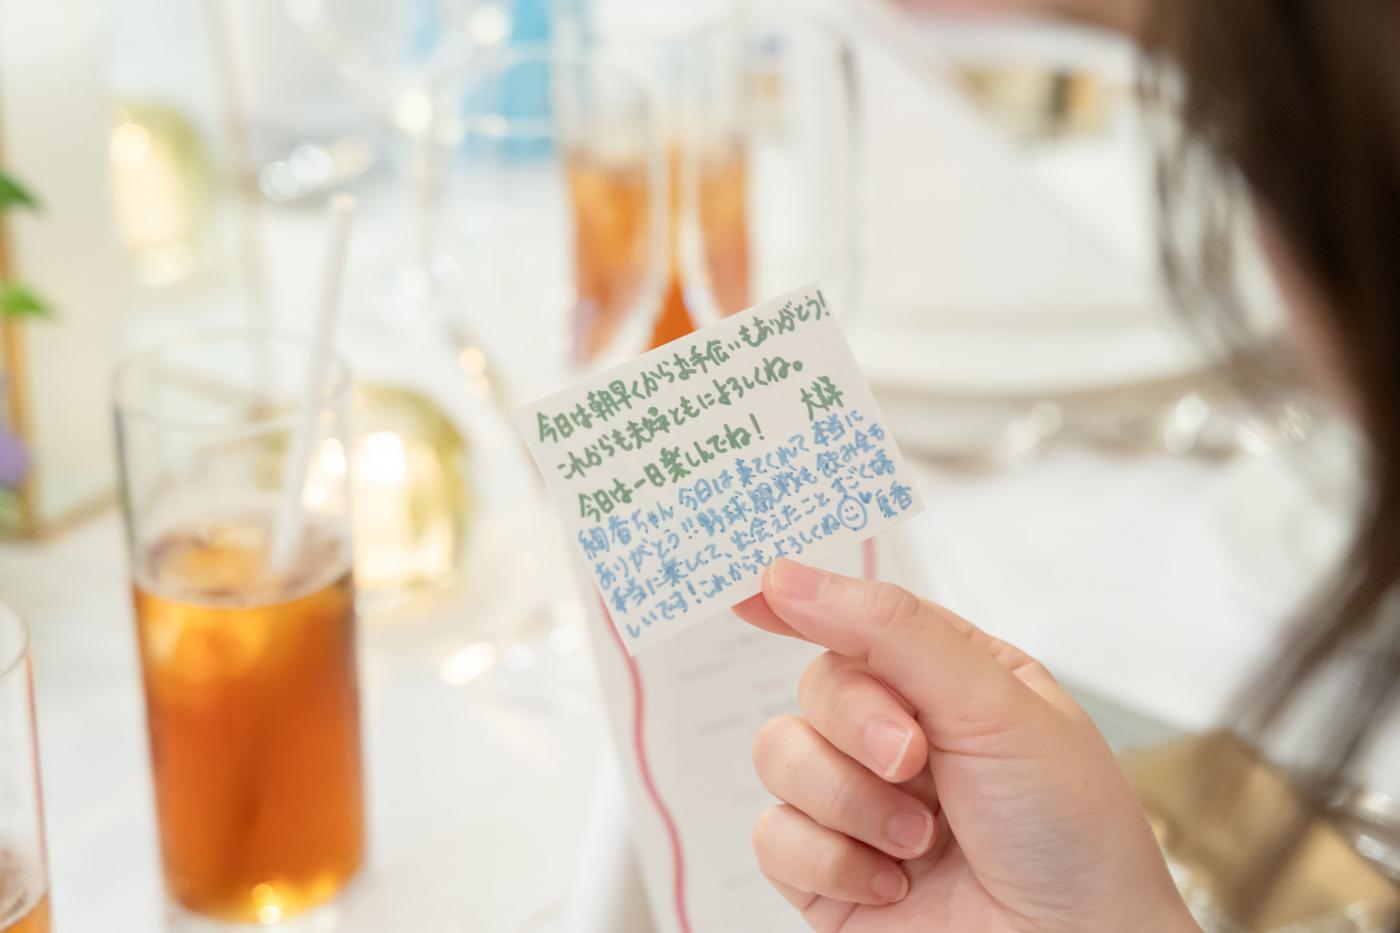 今日は朝早くからお手伝いもありがとう!
これからも夫婦ともによろしくね。
今日は一日楽しんでね!
絢香ちゃん 今日は来てくれて 本当に
ありがとう!!野球観戦も 飲み会も
本当に楽しくて、出会えたこと すごく嬉
しいです!これからもよろしくね 夏香